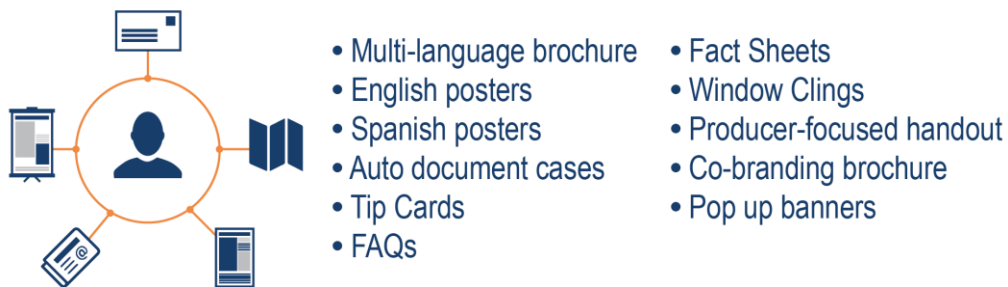 • Multi-language brochure
• English posters
• Spanish posters
• Auto document cases
• Tip Cards
• FAQs
• Fact Sheets
• Window Clings
• Producer-focused handout
• Co-branding brochure
• Pop up banners
@